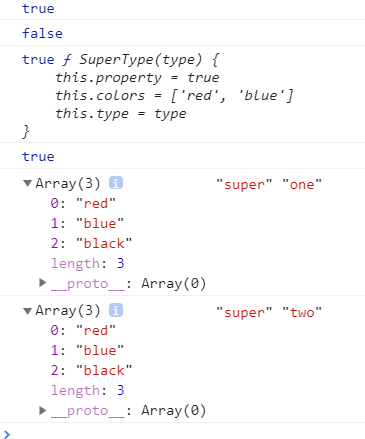 true
false
true ƒ SuperType(type) {
    this.property = true
    this.colors = ['red', 'blue']
    this.type = type
}
true
▼Array(3) i "super" "one"
0: "red"
1: "blue"
2: "black"
length: 3
▶__proto__: Array(0)
▼Array(3) i "super" "two"
0: "red"
1: "blue"
2: "black"
length: 3
▶__proto__: Array(0)
>